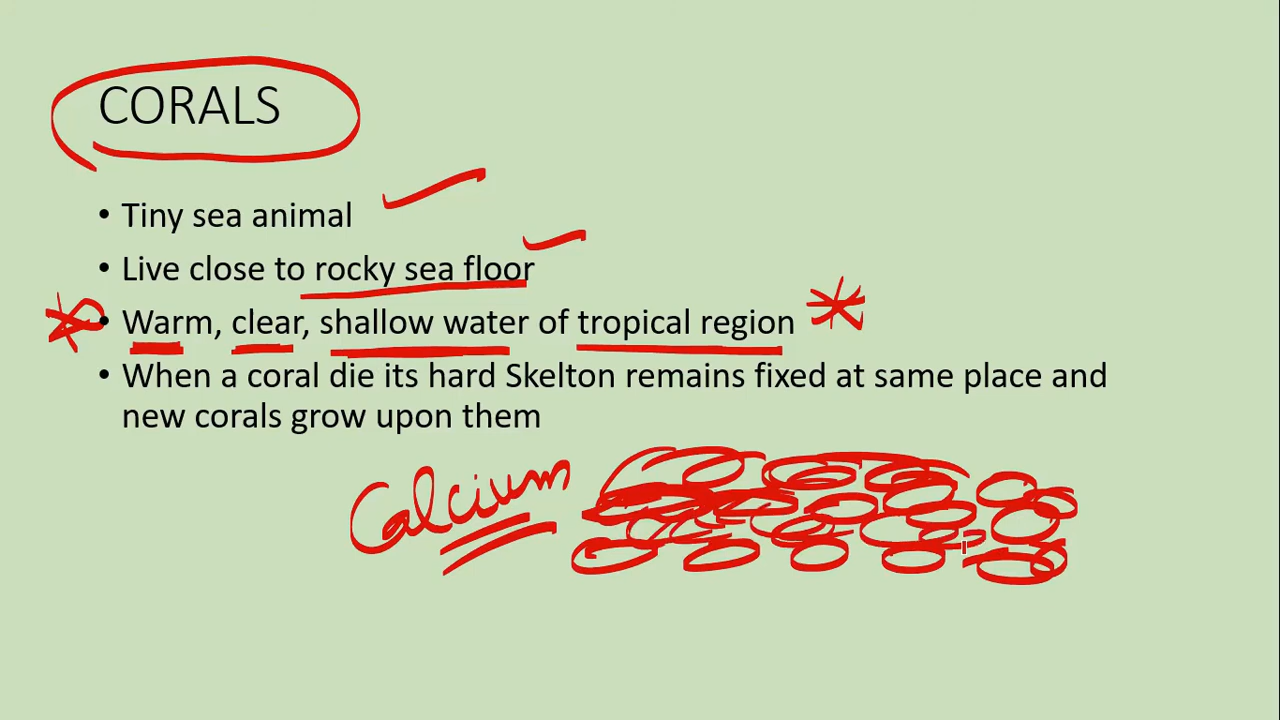 CORALS
• Tiny sea animal
• Live close to rocky sea floor
• Warm, clear, shallow water of tropical region
• When a coral die its hard Skelton remains fixed at same place and
new corals grow upon them
Calcium